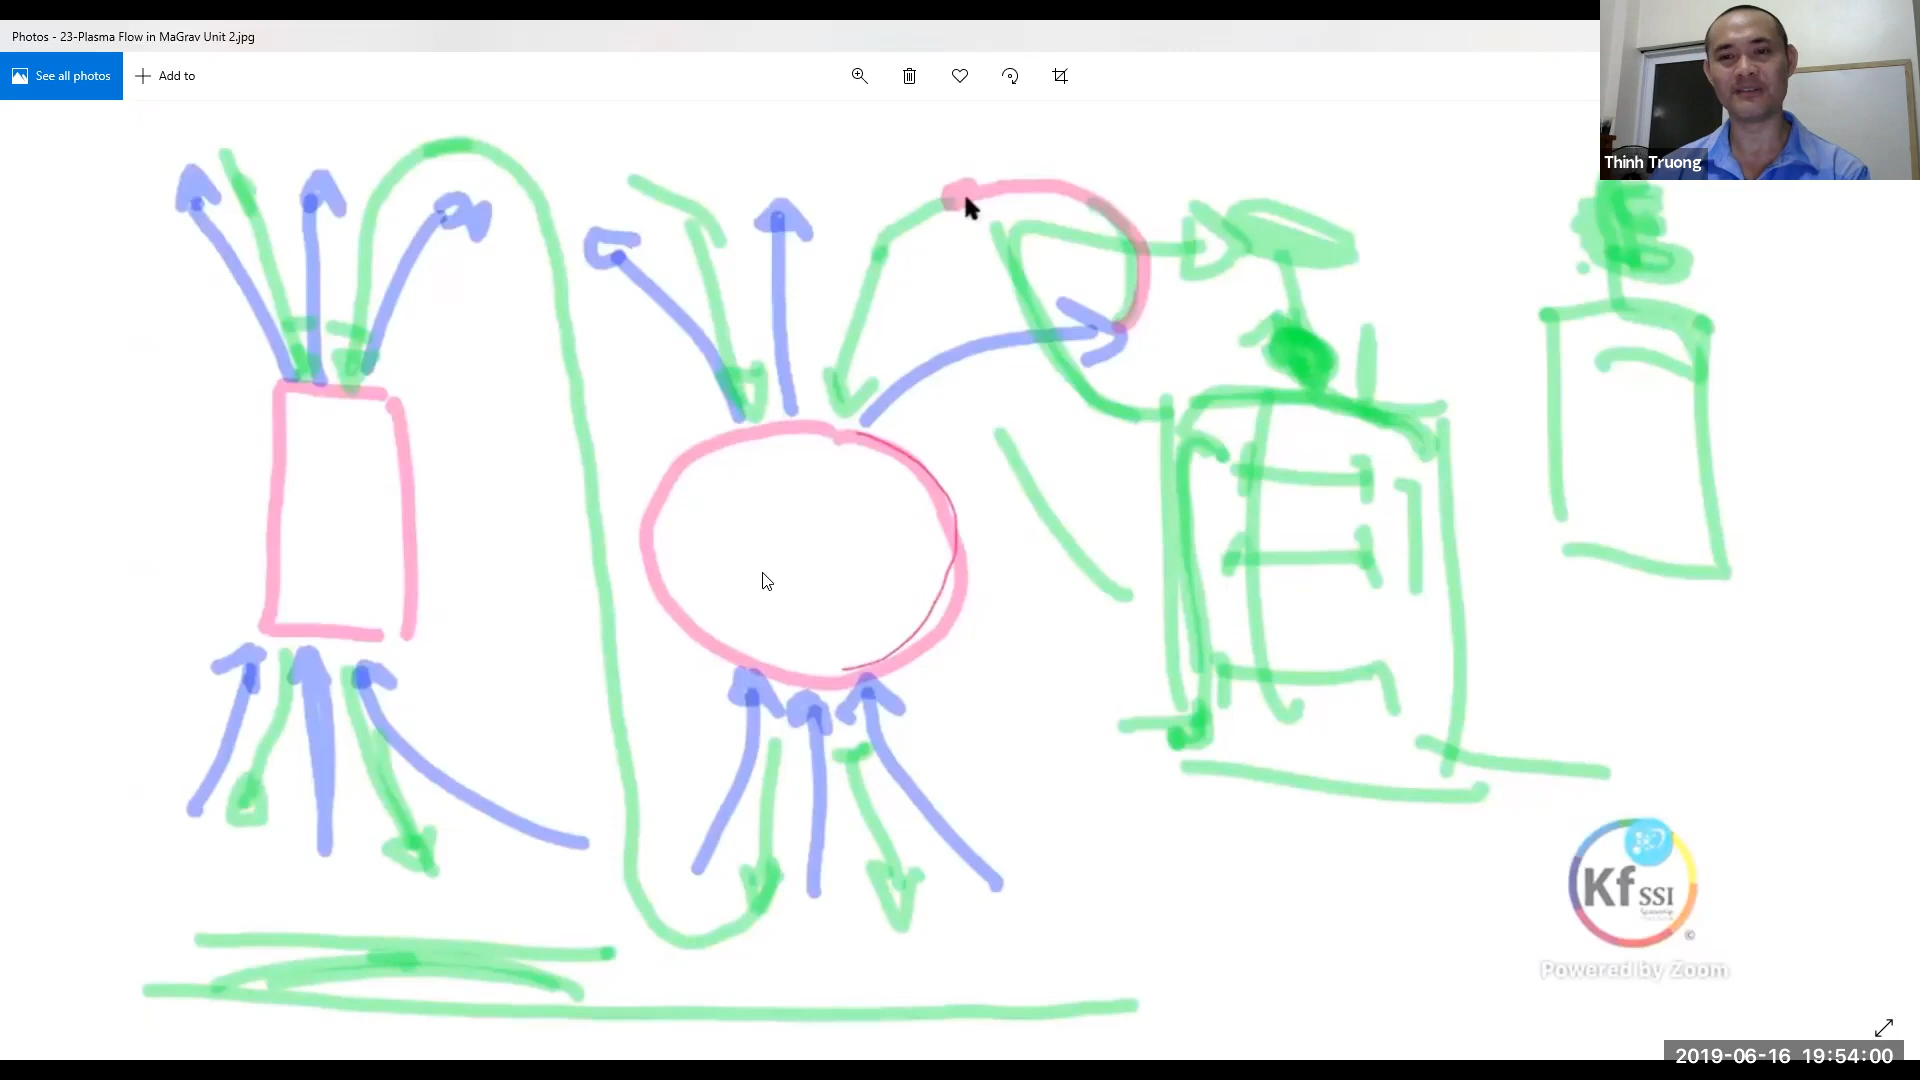 Photos - 23-Plasma Flow in MaGrav Unit 2.jpg
See all photos
Add to
Thinh Truong
Kf SSI
Powered by Zoom
2019-06-16 19:54:00